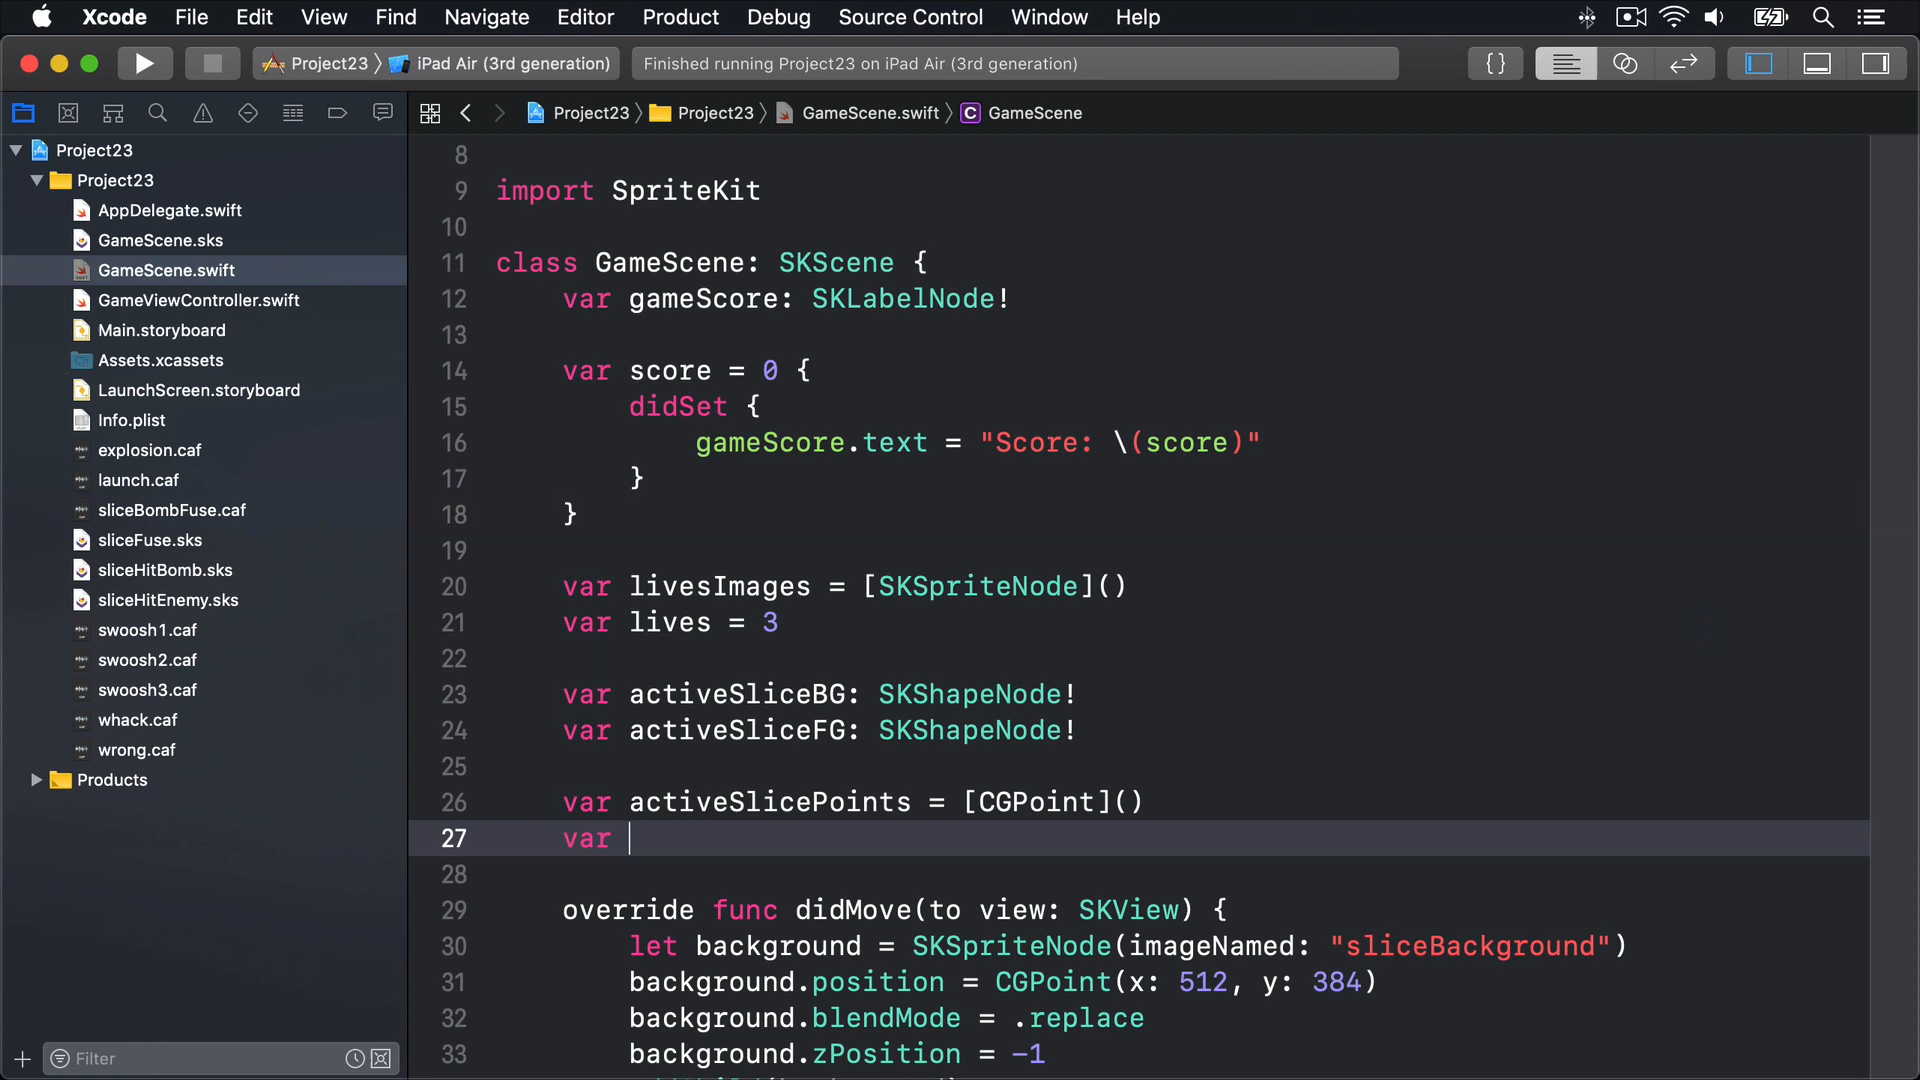 Xcode File Edit View Find Navigate Editor Product Debug Source Control Window Help
Project23 iPad Air (3rd generation) Finished running Project23 on iPad Air (3rd generation) {}
Project23 Project23 GameScene.swift C GameScene
Project23
Project23
AppDelegate.swift
GameScene.sks
GameScene.swift
GameViewController.swift
Main.storyboard
Assets.xcassets
LaunchScreen.storyboard
Info.plist
explosion.caf
launch.caf
sliceBombFuse.caf
sliceFuse.sks
sliceHitBomb.sks
sliceHitEnemy.sks
swoosh1.caf
swoosh2.caf
swoosh3.caf
whack.caf
wrong.caf
Products
Filter
8
9 import SpriteKit
10
11 class GameScene: SKScene {
12 var gameScore: SKLabelNode!
13
14 var score = 0 {
15 didSet {
16 gameScore.text = "Score: \(score)"
17 }
18 }
19
20 var livesImages = [SKSpriteNode]()
21 var lives = 3
22
23 var activeSliceBG: SKShapeNode!
24 var activeSliceFG: SKShapeNode!
25
26 var activeSlicePoints = [CGPoint]()
27 var
28
29 override func didMove(to view: SKView) {
30 let background = SKSpriteNode(imageNamed: "sliceBackground")
31 background.position = CGPoint(x: 512, y: 384)
32 background.blendMode = .replace
33 background.zPosition = -1